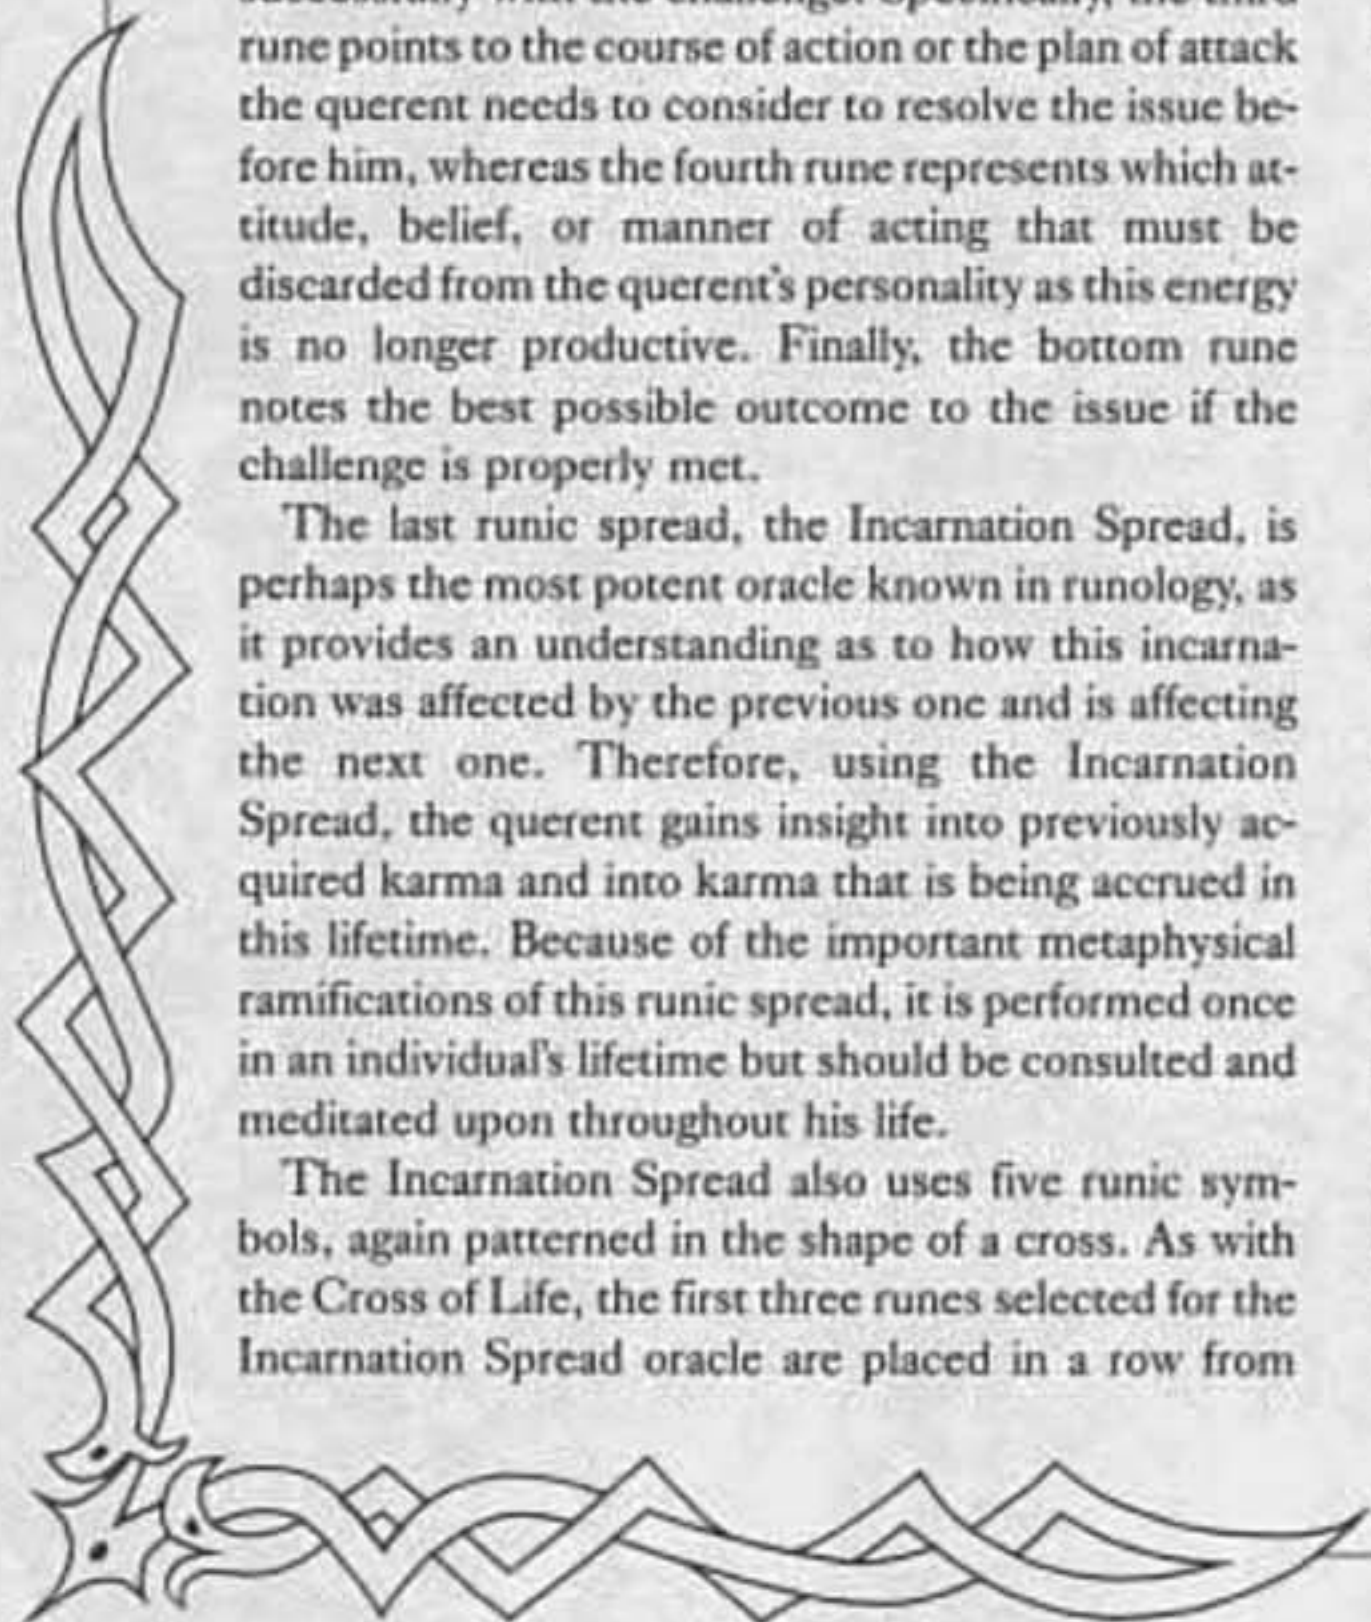 rune points to the course of action or the plan of attack
the querent needs to consider to resolve the issue be-
fore him, whereas the fourth rune represents which at-
titude, belief, or manner of acting that must be
discarded from the querent's personality as this energy
is no longer productive. Finally, the bottom rune
notes the best possible outcome to the issue if the
challenge is properly met.
The last runic spread, the Incarnation Spread, is
perhaps the most potent oracle known in runology, as
it provides an understanding as to how this incarna-
tion was affected by the previous one and is affecting
the next one. Therefore, using the Incarnation
Spread, the querent gains insight into previously ac-
quired karma and into karma that is being accrued in
this lifetime. Because of the important metaphysical
ramifications of this runic spread, it is performed once
in an individual's lifetime but should be consulted and
meditated upon throughout his life.
The Incarnation Spread also uses five runic sym-
bols, again patterned in the shape of a cross. As with
the Cross of Life, the first three runes selected for the
Incarnation Spread oracle are placed in a row from